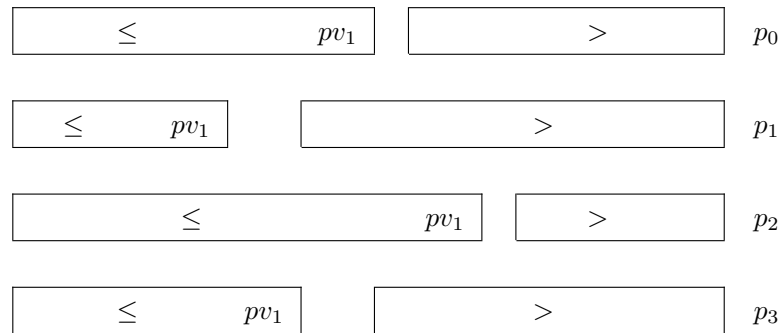 ≤ pv₁ > p₀
≤ pv₁ > p₁
≤ pv₁ > p₂
≤ pv₁ > p₃